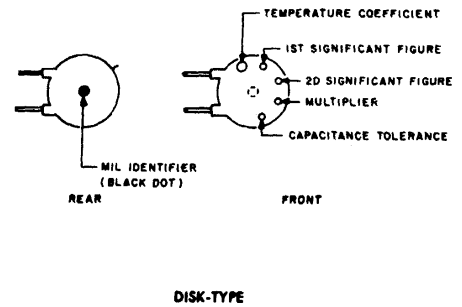 TEMPERATURE COEFFICIENT
1ST SIGNIFICANT FIGURE
2D SIGNIFICANT FIGURE
MULTIPLIER
CAPACITANCE TOLERANCE
MIL IDENTIFIER
(BLACK DOT)
REAR
FRONT
DISK-TYPE